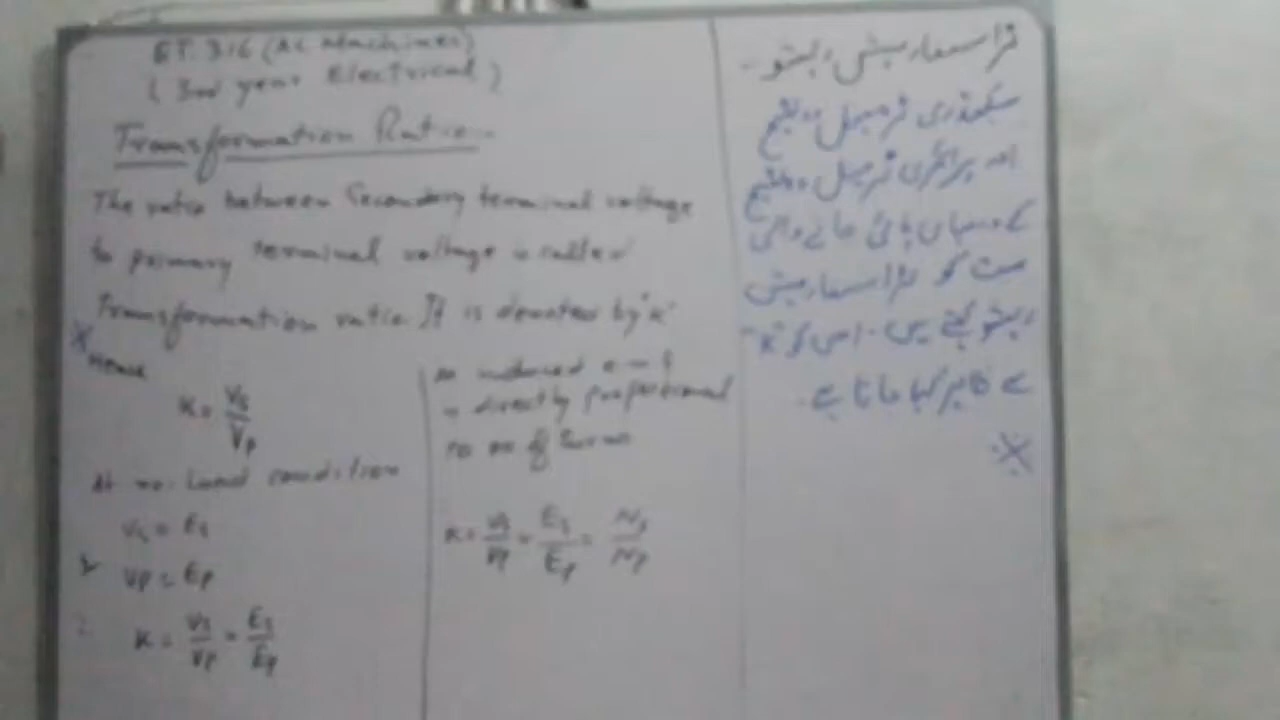 ET. 316 (AC Machines)
(3rd year Electrical)
Transformation Ratio.
The ratio between Secondary terminal voltage
to primary terminal voltage is called
Transformation ratio. It is denoted by "K"
Hence
K = Vs/Vp
At no. Load condition
Vs = Es
& Vp = Ep
∴ K = Vs/Vp = Es/Ep
As induced e-m-f
is directly proportional
to no of turns
K = Vs/Vp = Es/Ep = Ns/Np
ٹرانسفارمیشن ریشو۔
سیکنڈری ٹرمینل وولٹیج
اور پرائمری ٹرمینل وولٹیج
کے درمیان پائی جانے والی
نسبت کو ٹرانسفارمیشن
ریشو کہتے ہیں۔ اس کو "K"
سے ظاہر کیا جاتا ہے۔